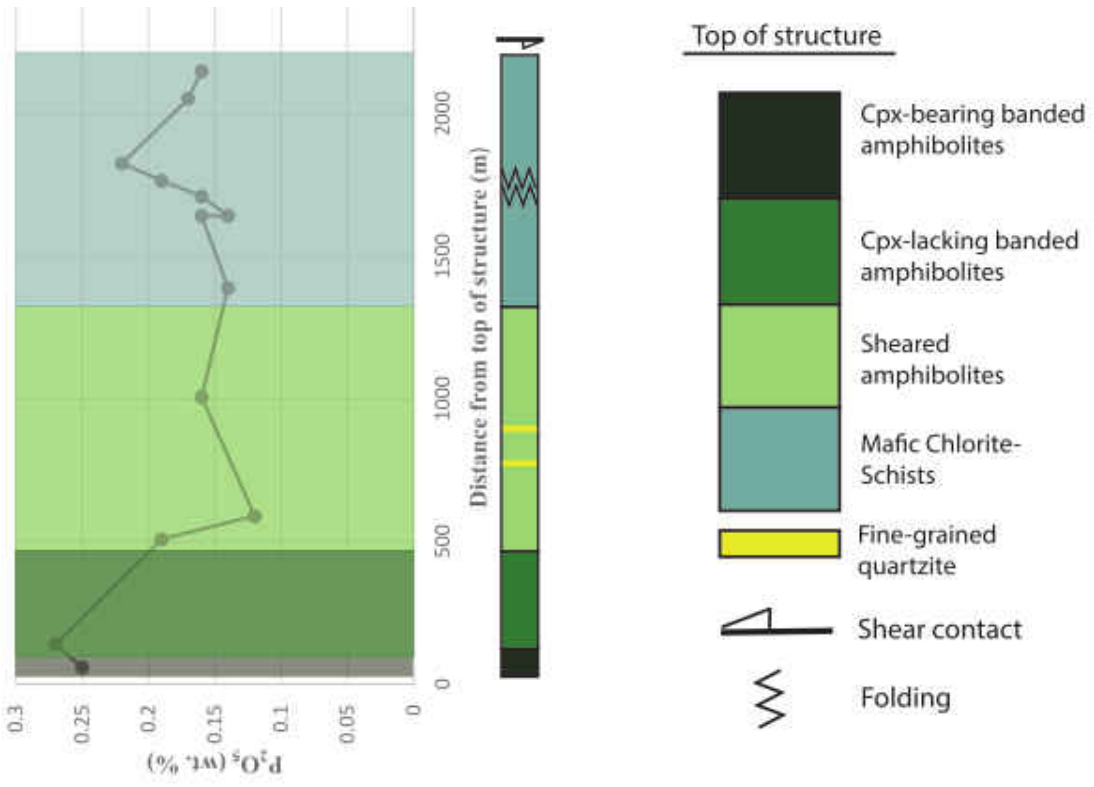 Top of structure
Cpx-bearing banded
amphibolites
Cpx-lacking banded
amphibolites
Sheared
amphibolites
Mafic Chlorite-
Schists
Fine-grained
quartzite
Shear contact
Folding
Distance from top of structure (m)
2000
1500
1000
500
0
0.3
0.25
0.2
0.15
0.1
0.05
0
P₂O₅ (wt. %)